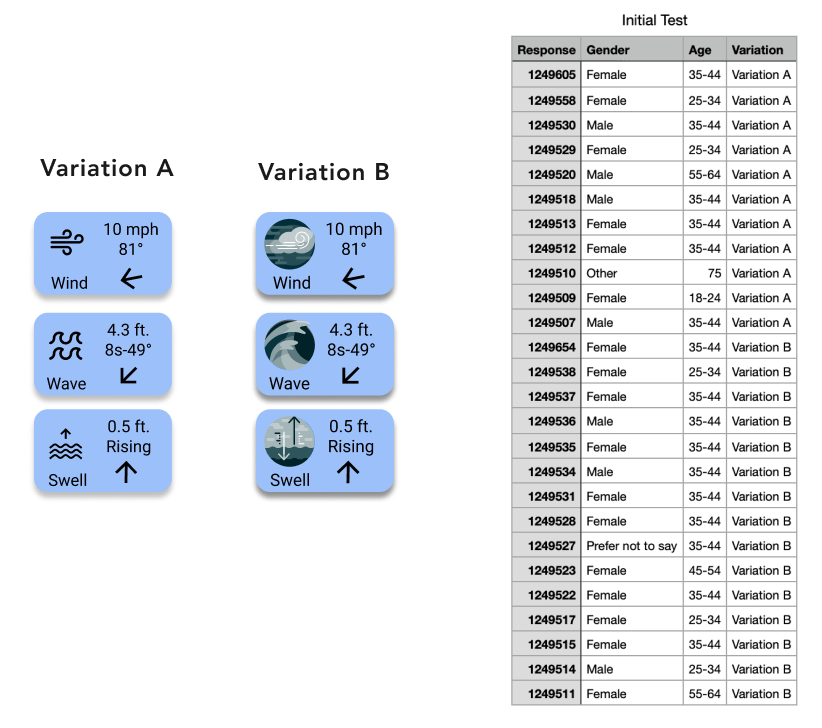 Variation A
10 mph
81°
Wind
4.3 ft.
8s-49°
Wave
0.5 ft.
Rising
Swell
Variation B
10 mph
81°
Wind
4.3 ft.
8s-49°
Wave
0.5 ft.
Rising
Swell
Initial Test
Response Gender Age Variation
1249605 Female 35-44 Variation A
1249558 Female 25-34 Variation A
1249530 Male 35-44 Variation A
1249529 Female 25-34 Variation A
1249520 Male 55-64 Variation A
1249518 Male 35-44 Variation A
1249513 Female 35-44 Variation A
1249512 Female 35-44 Variation A
1249510 Other 75 Variation A
1249509 Female 18-24 Variation A
1249507 Male 35-44 Variation A
1249654 Female 35-44 Variation B
1249538 Female 25-34 Variation B
1249537 Female 35-44 Variation B
1249536 Male 35-44 Variation B
1249535 Female 35-44 Variation B
1249534 Male 35-44 Variation B
1249531 Female 35-44 Variation B
1249528 Female 35-44 Variation B
1249527 Prefer not to say 35-44 Variation B
1249523 Female 45-54 Variation B
1249522 Female 35-44 Variation B
1249517 Female 25-34 Variation B
1249515 Female 35-44 Variation B
1249514 Male 25-34 Variation B
1249511 Female 55-64 Variation B